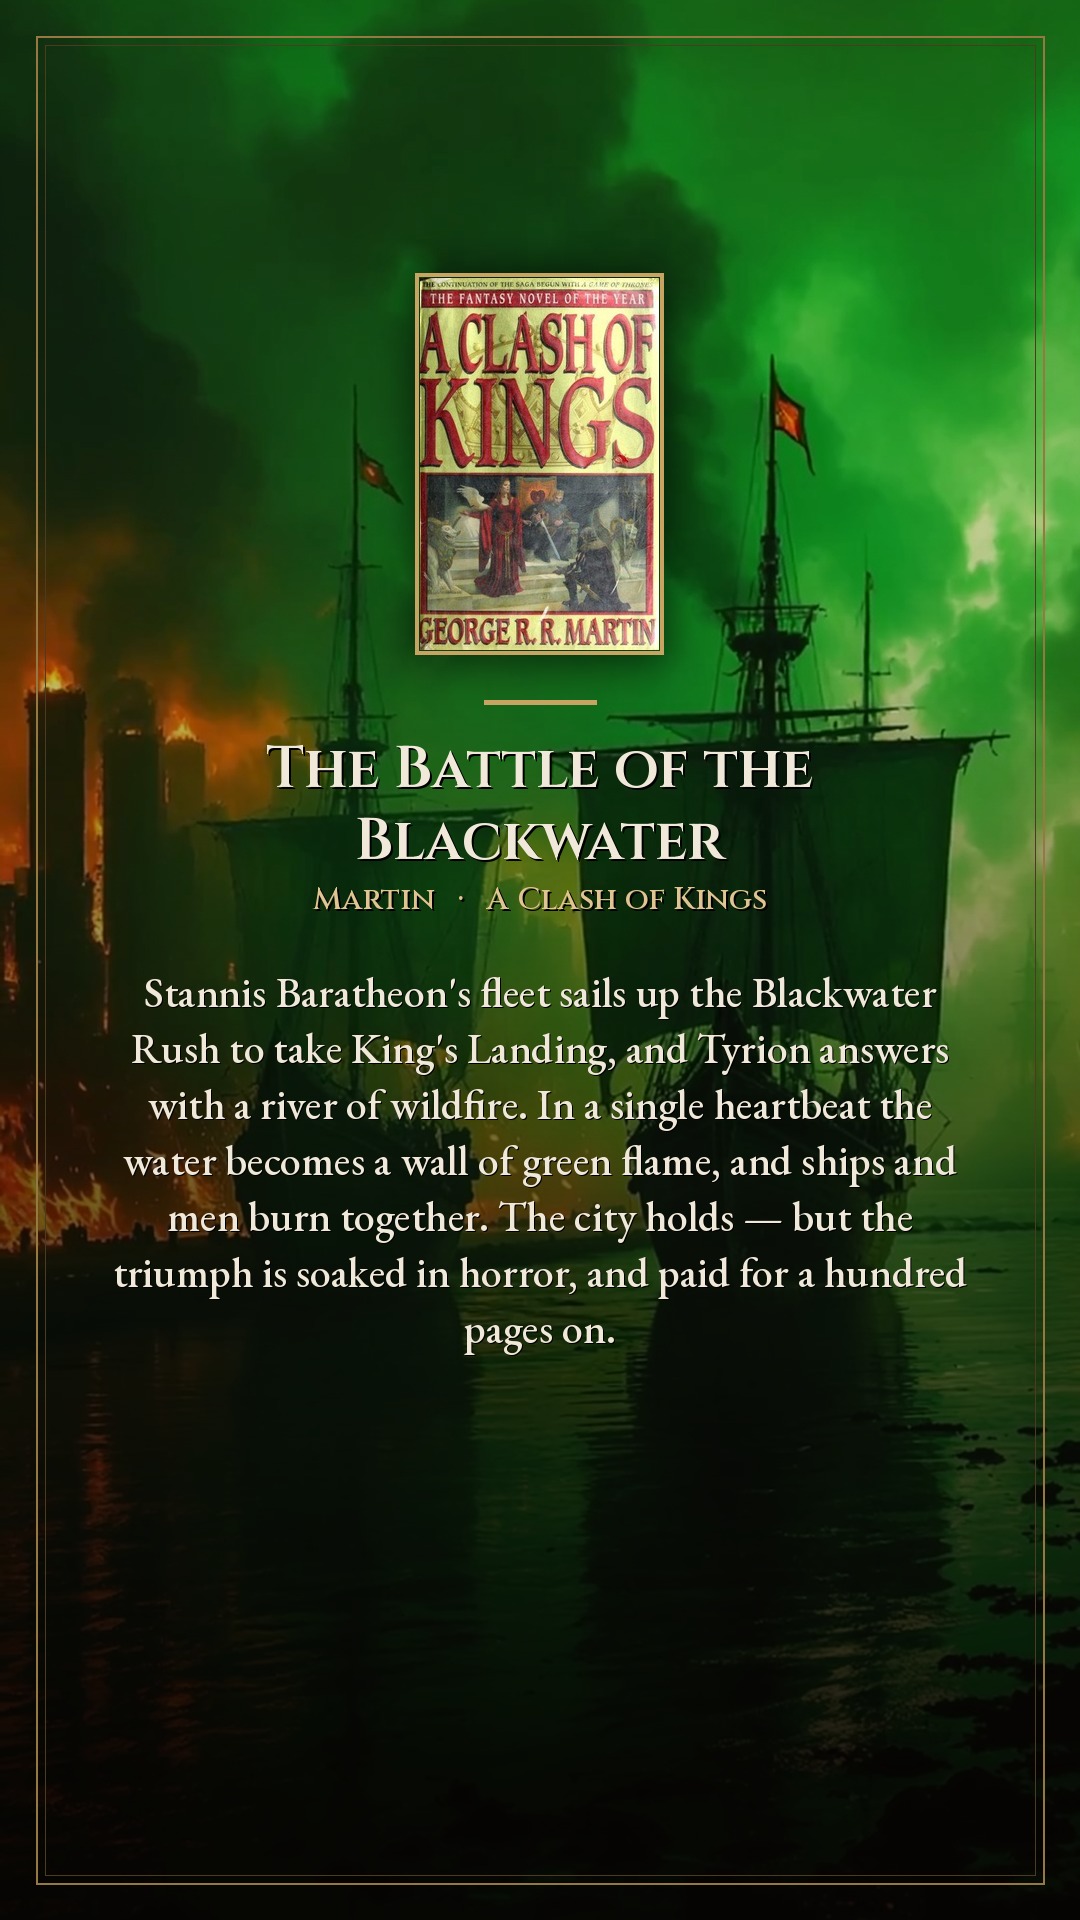 THE CONTINUATION OF THE SAGA BEGUN WITH A GAME OF THRONES
THE FANTASY NOVEL OF THE YEAR
A CLASH OF
KINGS
GEORGE R. R. MARTIN
The Battle of the
Blackwater
Martin · A Clash of Kings
Stannis Baratheon's fleet sails up the Blackwater
Rush to take King's Landing, and Tyrion answers
with a river of wildfire. In a single heartbeat the
water becomes a wall of green flame, and ships and
men burn together. The city holds — but the
triumph is soaked in horror, and paid for a hundred
pages on.